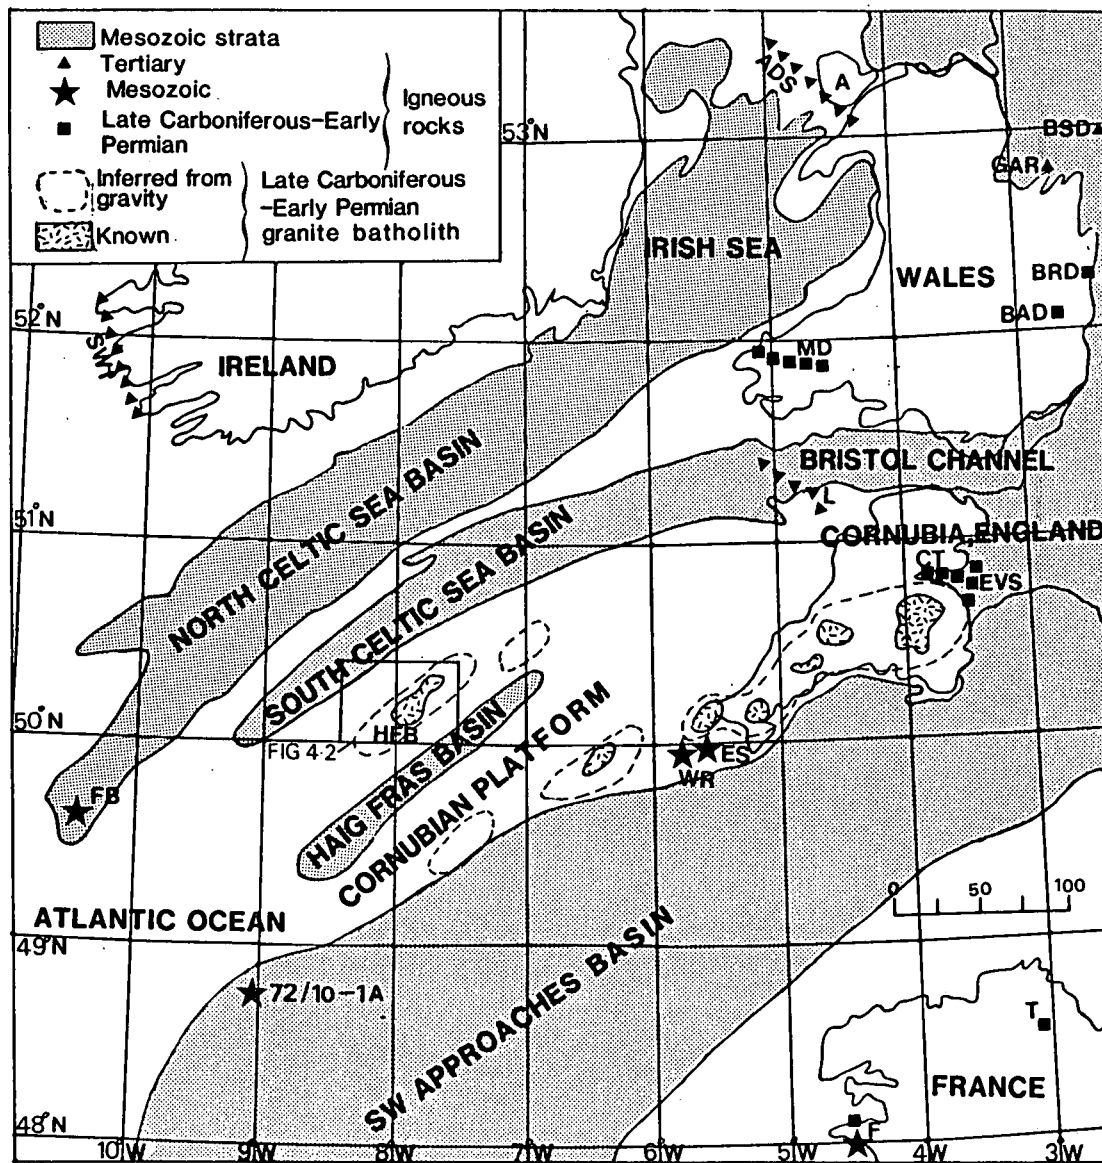 Mesozoic strata
Tertiary
Mesozoic
Late Carboniferous-Early
Permian
Igneous
rocks
Inferred from
gravity
Known
Late Carboniferous
-Early Permian
granite batholith
ADS
A
53°N
BSD
GAR
IRISH SEA
WALES
BRD
BAD
52°N
SWH
IRELAND
MD
BRISTOL CHANNEL
L
NORTH CELTIC SEA BASIN
51°N
SOUTH CELTIC SEA BASIN
CORNUBIA, ENGLAND
CT
EVS
50°N
HFB
FIG 4·2
HAIG FRAS BASIN
CORNUBIAN PLATFORM
ES
WR
FB
0 50 100
ATLANTIC OCEAN
49°N
72/10-1A
SW APPROACHES BASIN
T
FRANCE
F
48°N
10°W 9°W 8°W 7°W 6°W 5°W 4°W 3°W